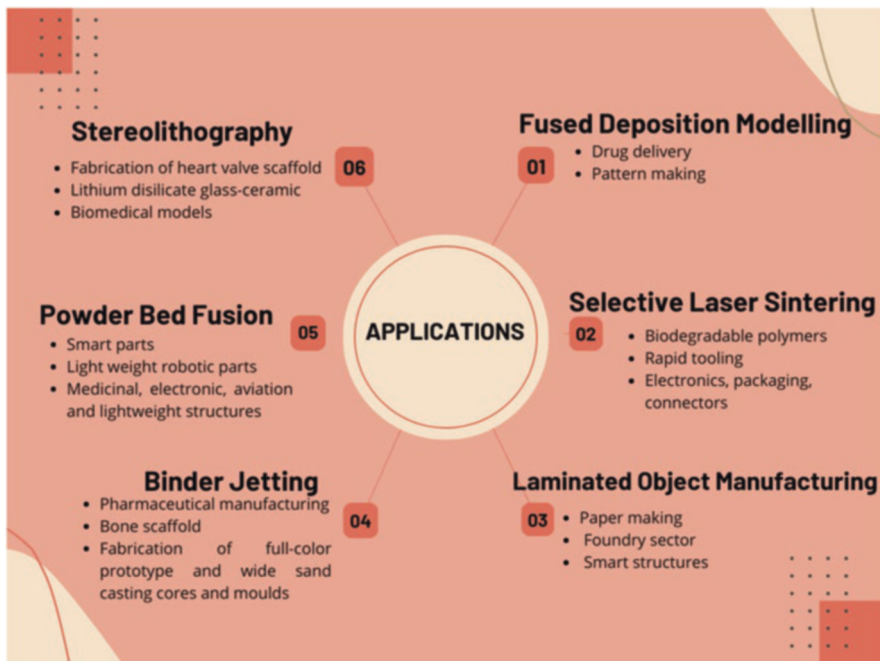 Stereolithography
• Fabrication of heart valve scaffold
• Lithium disilicate glass-ceramic
• Biomedical models
06
Fused Deposition Modelling
01
• Drug delivery
• Pattern making
Powder Bed Fusion
• Smart parts
• Light weight robotic parts
• Medicinal, electronic, aviation
and lightweight structures
05
APPLICATIONS
Selective Laser Sintering
02
• Biodegradable polymers
• Rapid tooling
• Electronics, packaging,
connectors
Binder Jetting
• Pharmaceutical manufacturing
• Bone scaffold
• Fabrication of full-color
prototype and wide sand
casting cores and moulds
04
Laminated Object Manufacturing
03
• Paper making
• Foundry sector
• Smart structures